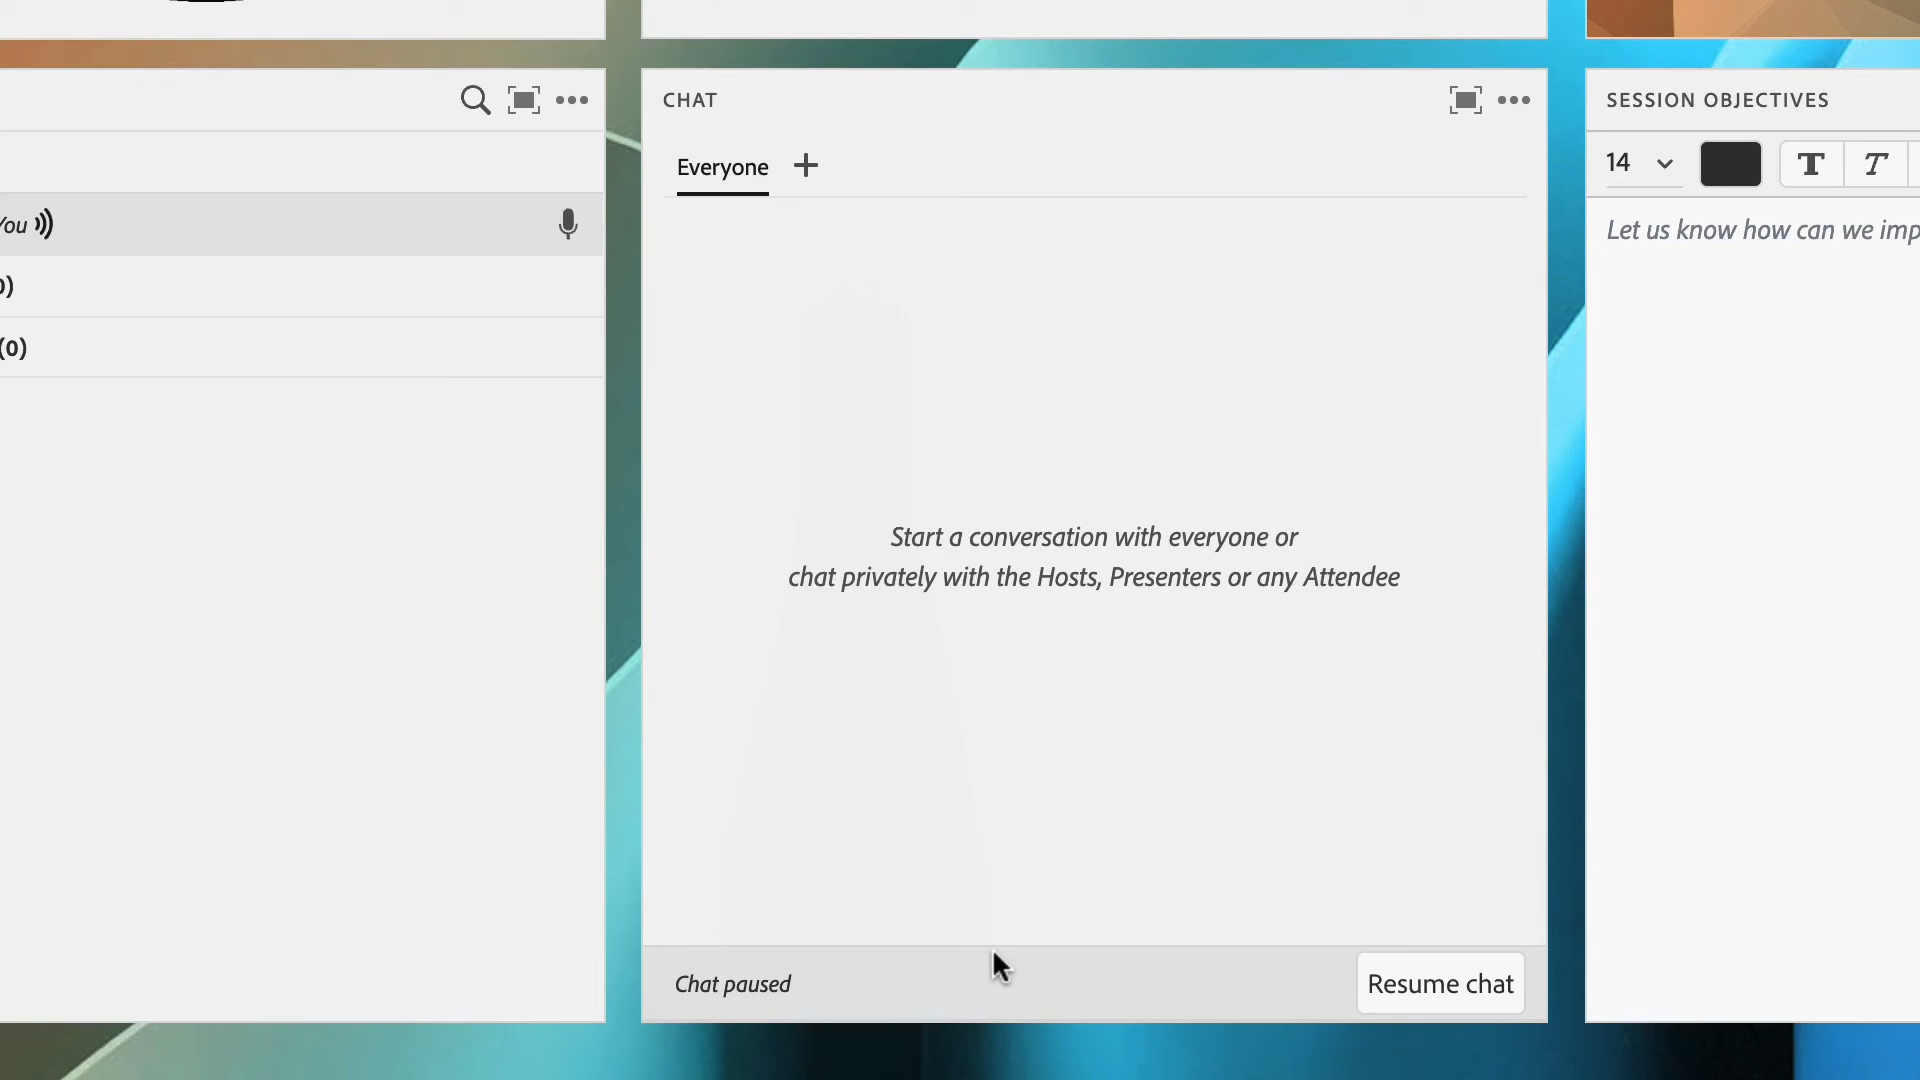 You
0)
(0)
CHAT
Everyone
Start a conversation with everyone or
chat privately with the Hosts, Presenters or any Attendee
Chat paused
Resume chat
SESSION OBJECTIVES
14
T T
Let us know how can we imp